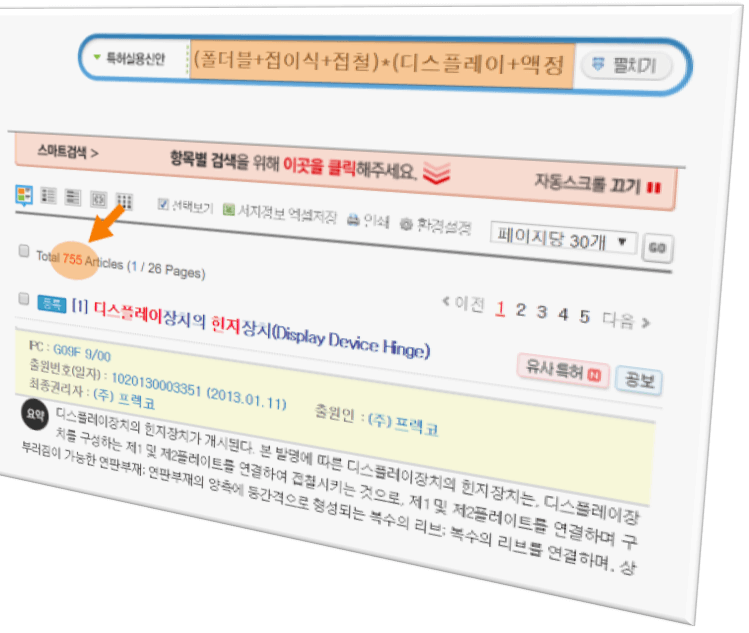 특허실용신안 (폴더블+접이식+접철)*(디스플레이+액정 펼치기
스마트검색 > 항목별 검색을 위해 이곳을 클릭해주세요. 자동스크롤 끄기
선택보기 서지정보 엑셀저장 인쇄 환경설정 페이지당 30개 GO
Total 755 Articles (1 / 26 Pages)
이전 1 2 3 4 5 다음
등록 [1] 디스플레이장치의 힌지장치(Display Device Hinge)
유사특허 N 공보
IPC : G09F 9/00
출원번호(일자) : 1020130003351 (2013.01.11) 출원인 : (주) 프렉코
최종권리자 : (주) 프렉코
요약 디스플레이장치의 힌지장치가 개시된다. 본 발명에 따른 디스플레이장치의 힌지장치는, 디스플레이장
치를 구성하는 제1 및 제2플레이트를 연결하여 접철시키는 것으로, 제1 및 제2플레이트를 연결하며 구
부러짐이 가능한 연판부재; 연판부재의 양측에 등간격으로 형성되는 복수의 리브; 복수의 리브를 연결하며, 상